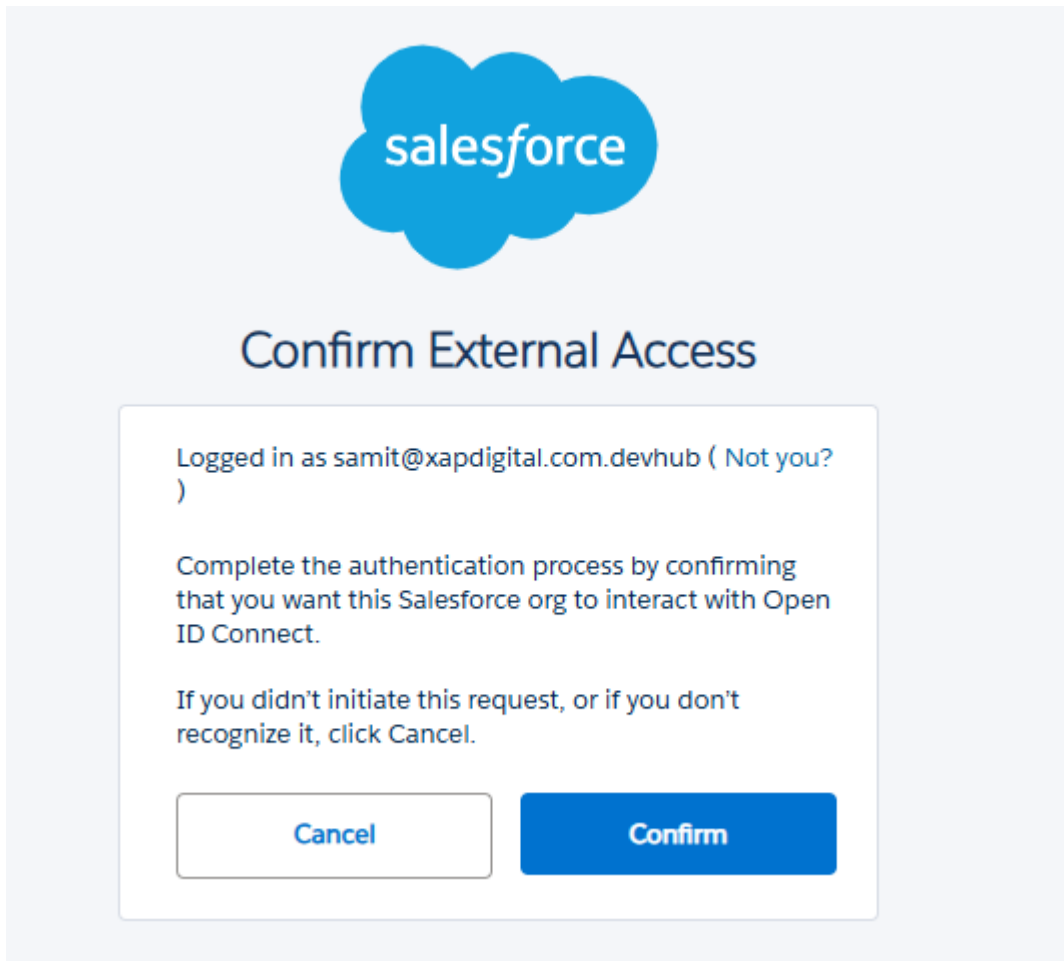 salesforce
Confirm External Access
Logged in as samit@xapdigital.com.devhub ( Not you?
)
Complete the authentication process by confirming
that you want this Salesforce org to interact with Open
ID Connect.
If you didn't initiate this request, or if you don't
recognize it, click Cancel.
Cancel
Confirm